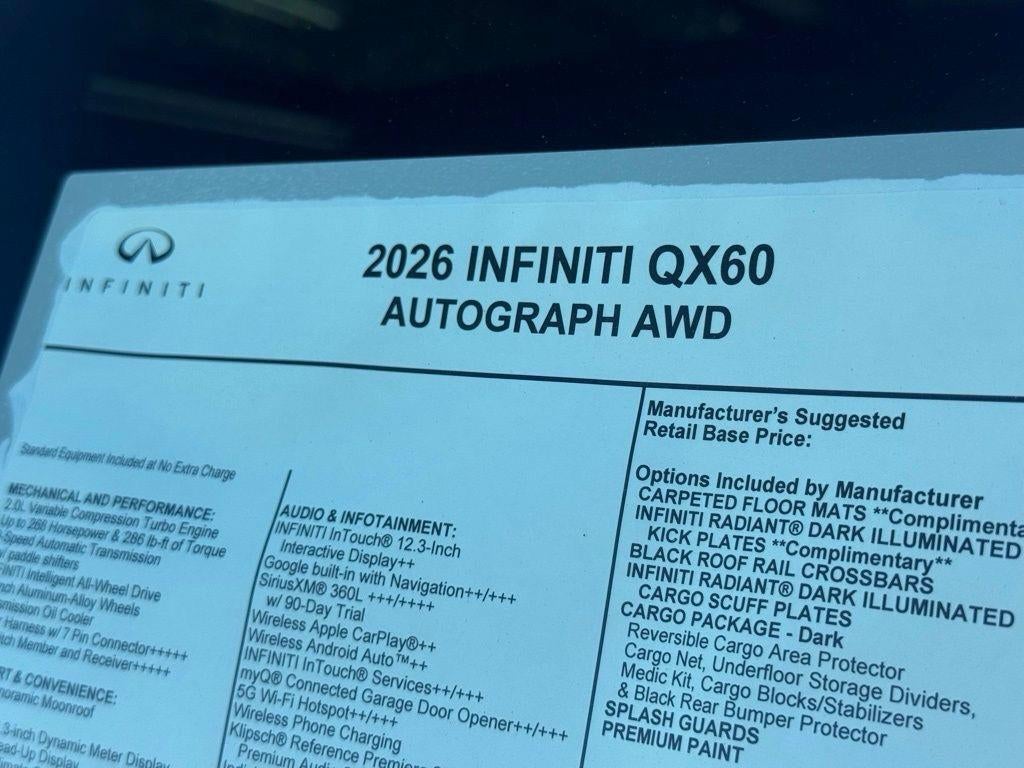 INFINITI
2026 INFINITI QX60
AUTOGRAPH AWD
Standard Equipment Included at No Extra Charge
MECHANICAL AND PERFORMANCE:
2.0L Variable Compression Turbo Engine
Up to 268 Horsepower & 286 lb-ft of Torque
Speed Automatic Transmission
paddle shifters
Intelligent All-Wheel Drive
Aluminum-Alloy Wheels
Oil Cooler
Harness w/ 7 Pin Connector+++++
Member and Receiver+++++
& CONVENIENCE:
Moonroof
3-inch Dynamic Meter Display
Display
AUDIO & INFOTAINMENT:
INFINITI InTouch® 12.3-Inch
Interactive Display++
Google built-in with Navigation++/+++
SiriusXM® 360L +++/++++
w/ 90-Day Trial
Wireless Apple CarPlay®++
Wireless Android Auto™++
INFINITI InTouch® Services++/+++
myQ® Connected Garage Door Opener++/+++
5G Wi-Fi Hotspot++/+++
Wireless Phone Charging
Klipsch® Reference
Premium
Manufacturer's Suggested
Retail Base Price:
Options Included by Manufacturer
CARPETED FLOOR MATS **Complimenta
INFINITI RADIANT® DARK ILLUMINATED
KICK PLATES **Complimentary**
BLACK ROOF RAIL CROSSBARS
INFINITI RADIANT® DARK ILLUMINATED
CARGO SCUFF PLATES
CARGO PACKAGE - Dark
Reversible Cargo Area Protector
Cargo Net, Underfloor Storage Dividers,
Medic Kit, Cargo Blocks/Stabilizers
& Black Rear Bumper Protector
SPLASH GUARDS
PREMIUM PAINT